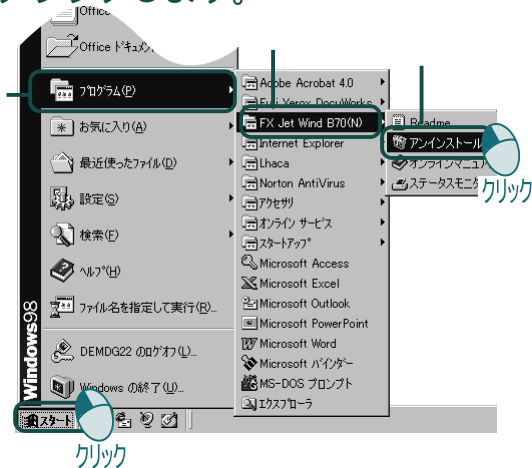 クリックします。
Office
Office ドキュメ
プログラム(P)
お気に入り(A)
最近使ったファイル(D)
設定(S)
検索(F)
ヘルプ(H)
ファイル名を指定して実行(R)...
DEMDG22 のログオフ(L)...
Windows の終了(U)...
Windows98
スタート
クリック
Adobe Acrobat 4.0
Fuji Xerox DocuWorks
FX Jet Wind B70(N)
Internet Explorer
Lhaca
Norton AntiVirus
アクセサリ
オンライン サービス
スタートアップ
Microsoft Access
Microsoft Excel
Microsoft Outlook
Microsoft PowerPoint
Microsoft Word
Microsoft バインダー
MS-DOS プロンプト
エクスプローラ
Readme
アンインストール
オンラインマニュア
ステータスモニタ
クリック